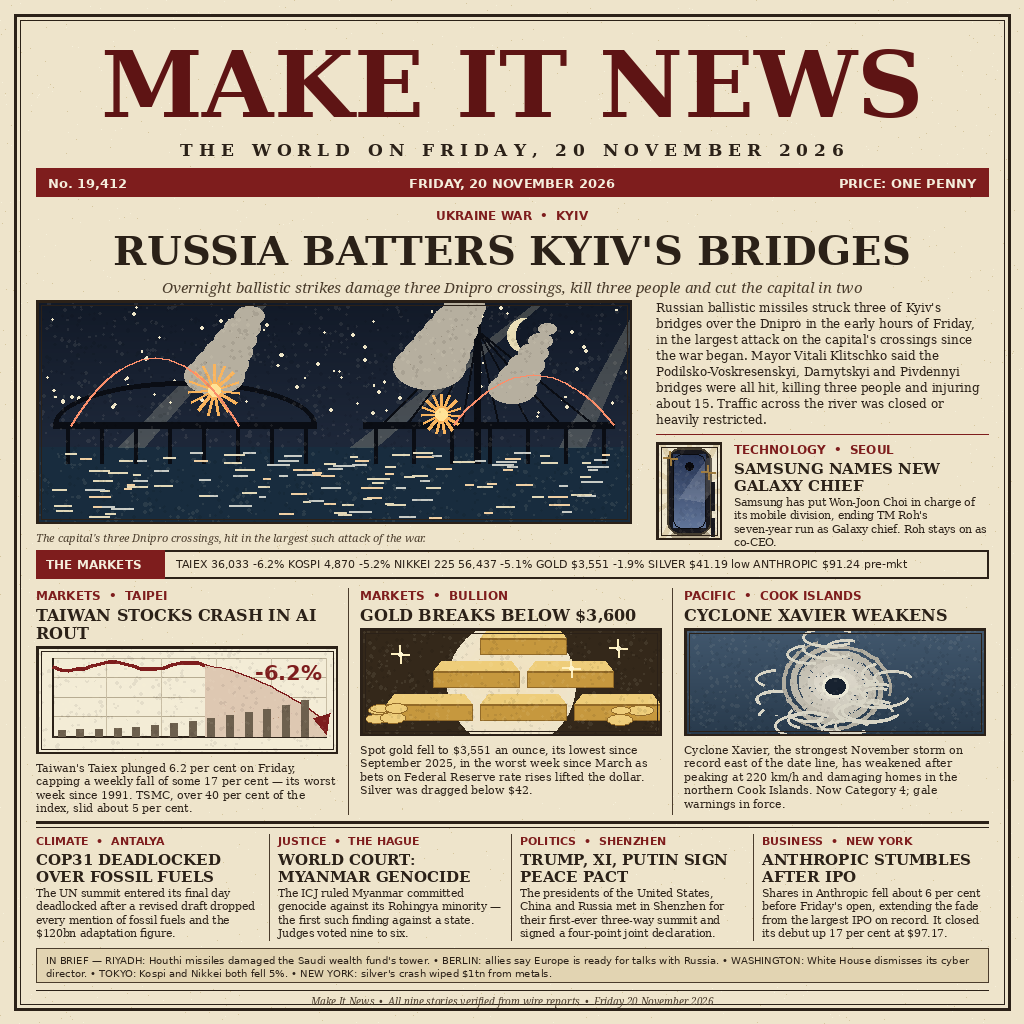 MAKE IT NEWS
THE WORLD ON FRIDAY, 20 NOVEMBER 2026
No. 19,412
FRIDAY, 20 NOVEMBER 2026
PRICE: ONE PENNY
UKRAINE WAR • KYIV
RUSSIA BATTERS KYIV'S BRIDGES
Overnight ballistic strikes damage three Dnipro crossings, kill three people and cut the capital in two
Russian ballistic missiles struck three of Kyiv's
bridges over the Dnipro in the early hours of Friday,
in the largest attack on the capital's crossings since
the war began. Mayor Vitali Klitschko said the
Podilsko-Voskresenskyi, Darnytskyi and Pivdennyi
bridges were all hit, killing three people and injuring
about 15. Traffic across the river was closed or
heavily restricted.
The capital's three Dnipro crossings, hit in the largest such attack of the war.
TECHNOLOGY • SEOUL
SAMSUNG NAMES NEW
GALAXY CHIEF
Samsung has put Won-Joon Choi in charge of
its mobile division, ending TM Roh's
seven-year run as Galaxy chief. Roh stays on as
co-CEO.
THE MARKETS
TAIEX 36,033 -6.2% KOSPI 4,870 -5.2% NIKKEI 225 56,437 -5.1% GOLD $3,551 -1.9% SILVER $41.19 low ANTHROPIC $91.24 pre-mkt
MARKETS • TAIPEI
TAIWAN STOCKS CRASH IN AI
ROUT
-6.2%
Taiwan's Taiex plunged 6.2 per cent on Friday,
capping a weekly fall of some 17 per cent — its worst
week since 1991. TSMC, over 40 per cent of the
index, slid about 5 per cent.
MARKETS • BULLION
GOLD BREAKS BELOW $3,600
Spot gold fell to $3,551 an ounce, its lowest since
September 2025, in the worst week since March as
bets on Federal Reserve rate rises lifted the dollar.
Silver was dragged below $42.
PACIFIC • COOK ISLANDS
CYCLONE XAVIER WEAKENS
Cyclone Xavier, the strongest November storm on
record east of the date line, has weakened after
peaking at 220 km/h and damaging homes in the
northern Cook Islands. Now Category 4; gale
warnings in force.
CLIMATE • ANTALYA
COP31 DEADLOCKED
OVER FOSSIL FUELS
The UN summit entered its final day
deadlocked after a revised draft dropped
every mention of fossil fuels and the
$120bn adaptation figure.
JUSTICE • THE HAGUE
WORLD COURT:
MYANMAR GENOCIDE
The ICJ ruled Myanmar committed
genocide against its Rohingya minority —
the first such finding against a state.
Judges voted nine to six.
POLITICS • SHENZHEN
TRUMP, XI, PUTIN SIGN
PEACE PACT
The presidents of the United States,
China and Russia met in Shenzhen for
their first-ever three-way summit and
signed a four-point joint declaration.
BUSINESS • NEW YORK
ANTHROPIC STUMBLES
AFTER IPO
Shares in Anthropic fell about 6 per cent
before Friday's open, extending the fade
from the largest IPO on record. It closed
its debut up 17 per cent at $97.17.
IN BRIEF — RIYADH: Houthi missiles damaged the Saudi wealth fund's tower. • BERLIN: allies say Europe is ready for talks with Russia. • WASHINGTON: White House dismisses its cyber
director. • TOKYO: Kospi and Nikkei both fell 5%. • NEW YORK: silver's crash wiped $1tn from metals.
Make It News • All nine stories verified from wire reports • Friday 20 November 2026